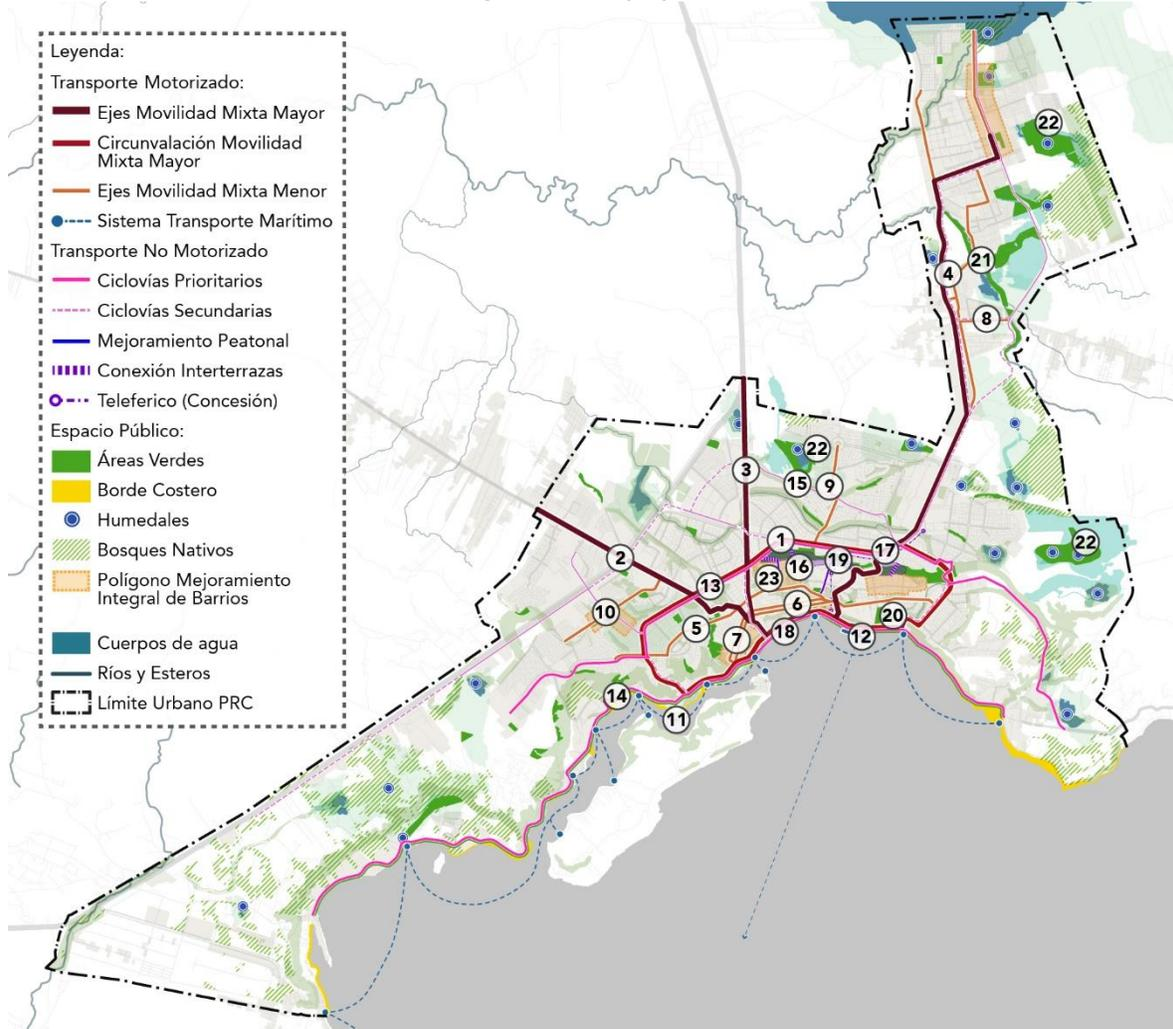 Leyenda:
Transporte Motorizado:
Ejes Movilidad Mixta Mayor
Circunvalación Movilidad
Mixta Mayor
Ejes Movilidad Mixta Menor
Sistema Transporte Marítimo
Transporte No Motorizado
Ciclovías Prioritarios
Ciclovías Secundarias
Mejoramiento Peatonal
Conexión Interterrazas
Teleferico (Concesión)
Espacio Público:
Áreas Verdes
Borde Costero
Humedales
Bosques Nativos
Polígono Mejoramiento
Integral de Barrios
Cuerpos de agua
Ríos y Esteros
Límite Urbano PRC
22
21
4
8
22
3
15
9
1
17
22
2
16
19
23
13
6
10
20
5
7
18
12
14
11